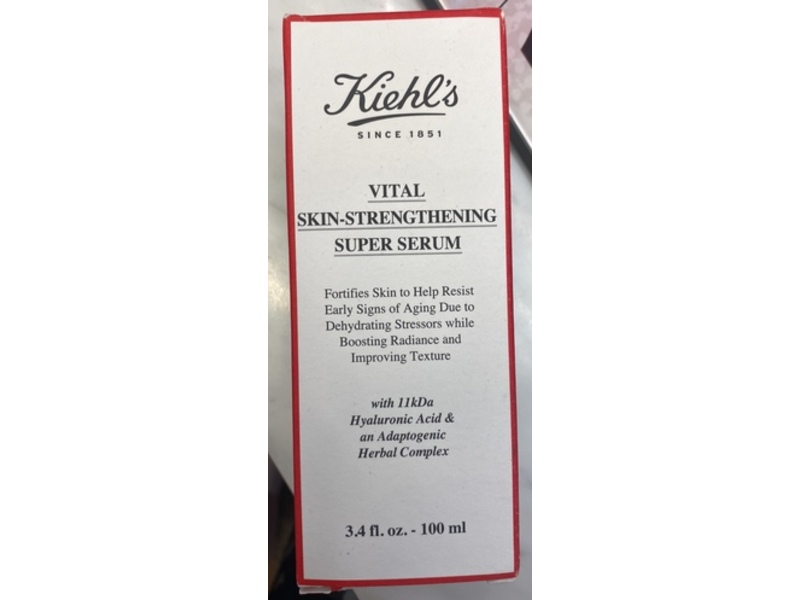 Kiehl's
SINCE 1851
VITAL
SKIN-STRENGTHENING
SUPER SERUM
Fortifies Skin to Help Resist
Early Signs of Aging Due to
Dehydrating Stressors while
Boosting Radiance and
Improving Texture
with 11kDa
Hyaluronic Acid &
an Adaptogenic
Herbal Complex
3.4 fl. oz. - 100 ml